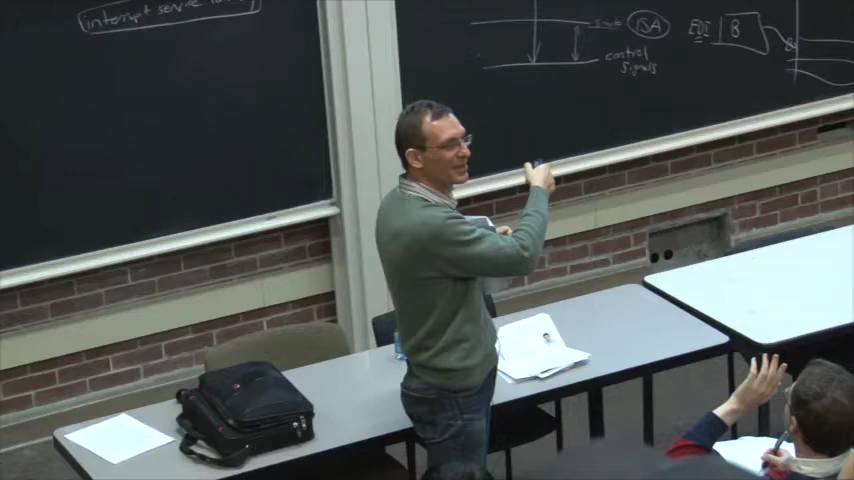 interrupt service
ISA
EDI
B
control
signals